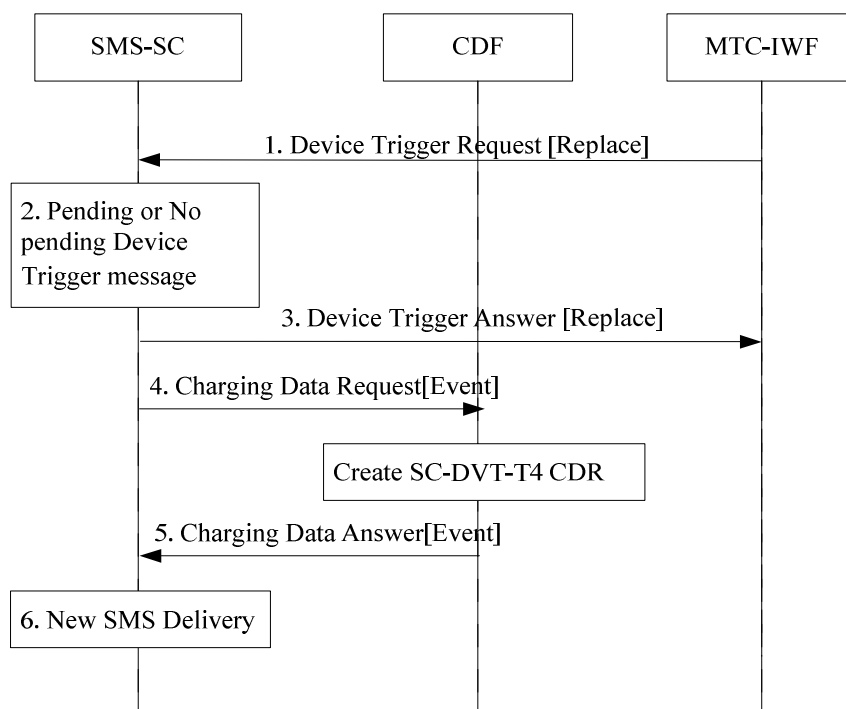 SMS-SC
CDF
MTC-IWF
1. Device Trigger Request [Replace]
2. Pending or No
pending Device
Trigger message
3. Device Trigger Answer [Replace]
4. Charging Data Request[Event]
Create SC-DVT-T4 CDR
5. Charging Data Answer[Event]
6. New SMS Delivery